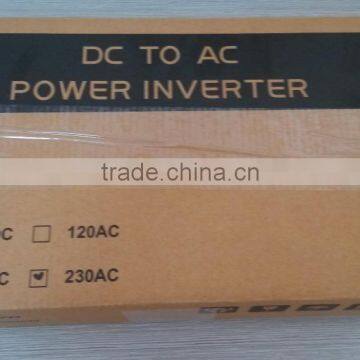 DC TO AC
POWER INVERTER
trade.china.cn
C 120AC
C 230AC